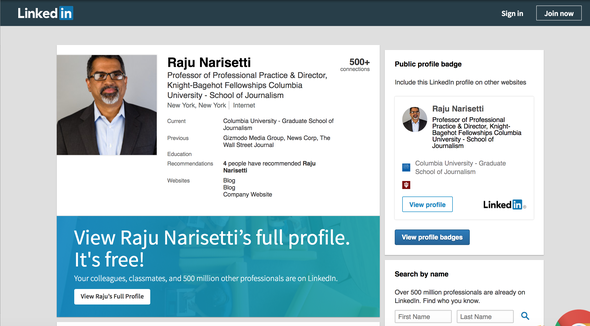 Linked in
Sign in
Join now
Raju Narisetti
500+
connections
Professor of Professional Practice & Director,
Knight-Bagehot Fellowships Columbia
University - School of Journalism
New York, New York | Internet
Current
Columbia University - Graduate School of
Journalism
Previous
Gizmodo Media Group, News Corp, The
Wall Street Journal
Education
Recommendations
4 people have recommended Raju
Narisetti
Websites
Blog
Blog
Company Website
View Raju Narisetti's full profile.
It's free!
Your colleagues, classmates, and 500 million other professionals are on LinkedIn.
View Raju's Full Profile
Public profile badge
Include this LinkedIn profile on other websites
Raju Narisetti
Professor of Professional
Practice & Director, Knight-
Bagehot Fellowships Columbia
University - School of
Journalism
Columbia University - Graduate
School of Journalism
View profile
Linked in
View profile badges
Search by name
Over 500 million professionals are already on
LinkedIn. Find who you know.
First Name
Last Name